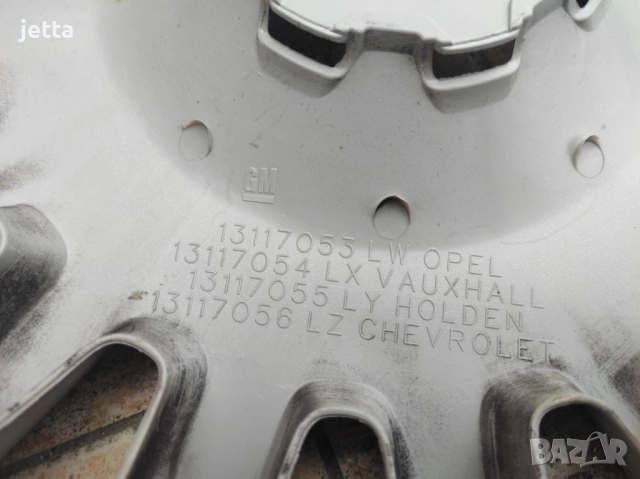 jetta
GM
13117053 LW OPEL
13117054 LX VAUXHALL
13117055 LY HOLDEN
13117056 LZ CHEVROLET
BAZAR